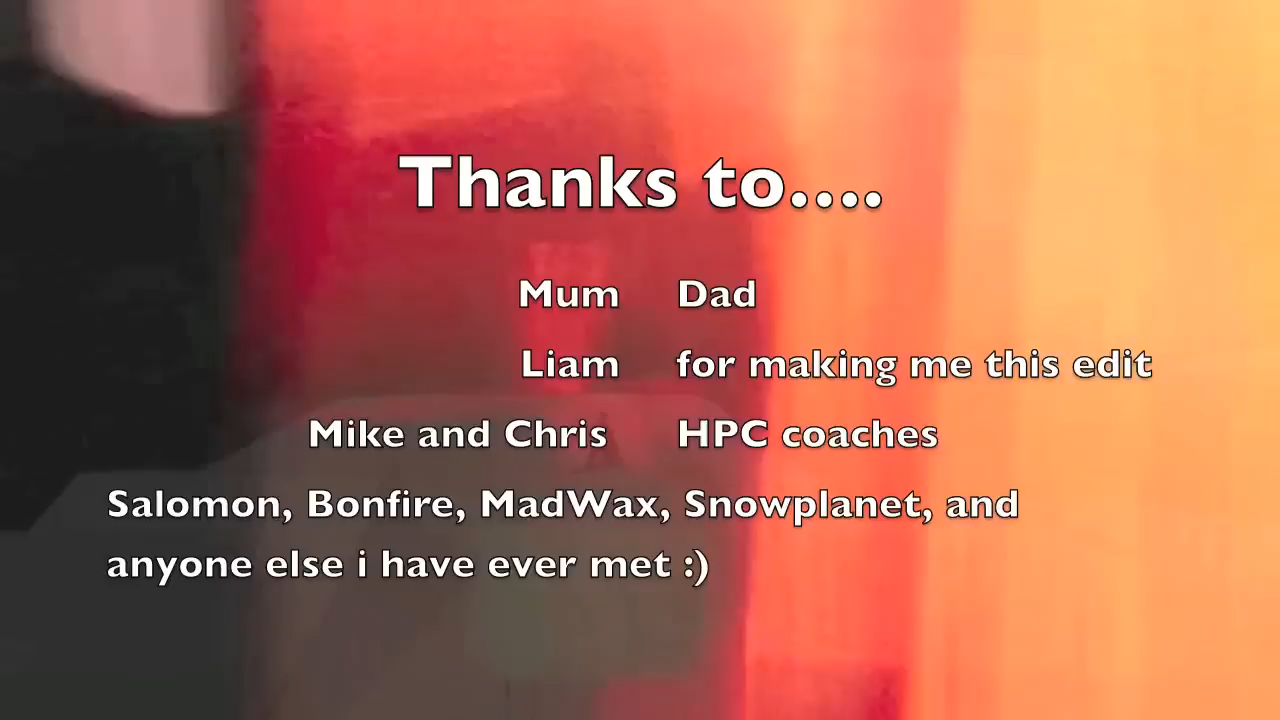 Thanks to....
Mum Dad
Liam for making me this edit
Mike and Chris HPC coaches
Salomon, Bonfire, MadWax, Snowplanet, and
anyone else i have ever met :)